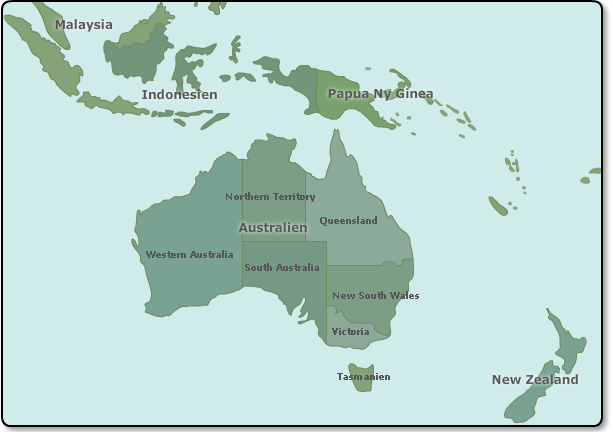 Malaysia
Indonesien
Papua Ny Ginea
Northern Territory
Queensland
Australien
Western Australia
South Australia
New South Wales
Victoria
Tasmanien
New Zealand